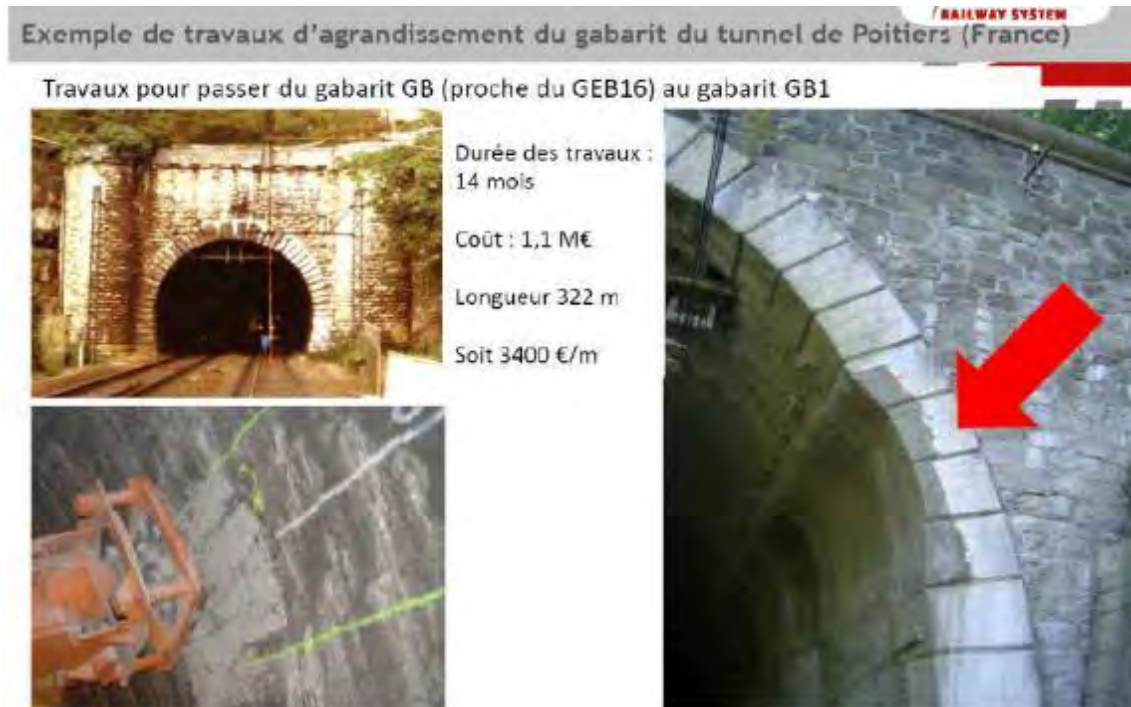 RAILWAY SYSTEM
Exemple de travaux d'agrandissement du gabarit du tunnel de Poitiers (France)
Travaux pour passer du gabarit GB (proche du GEB16) au gabarit GB1
Durée des travaux :
14 mois
Coût : 1,1 M€
Longueur 322 m
Soit 3400 €/m